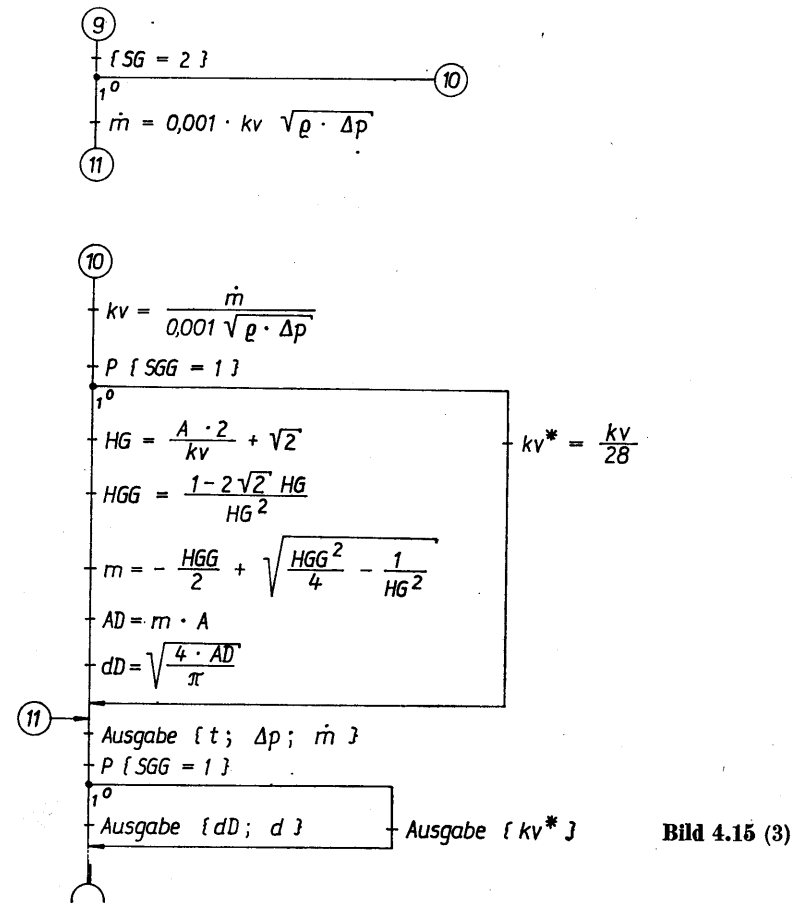 9
{SG = 2}
10
1⁰
ṁ = 0,001 · kv √(ϱ · Δp)
11
10
kv = ṁ / (0,001 √(ϱ · Δp))
P {SGG = 1}
1⁰
HG = (A · 2) / kv + √2
kv* = kv / 28
HGG = (1 - 2√2 HG) / HG²
m = - HGG / 2 + √(HGG² / 4 - 1 / HG²)
AD = m · A
dD = √(4 · AD / π)
11
Ausgabe {t; Δp; ṁ}
P {SGG = 1}
1⁰
Ausgabe {dD; d}
Ausgabe {kv*}
Bild 4.15 (3)